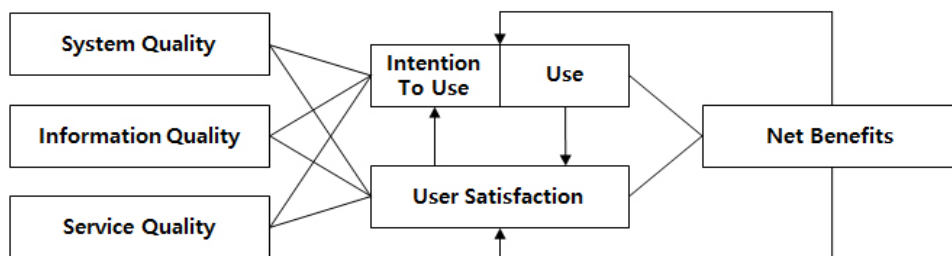 System Quality
Intention
To Use
Use
Information Quality
Net Benefits
User Satisfaction
Service Quality